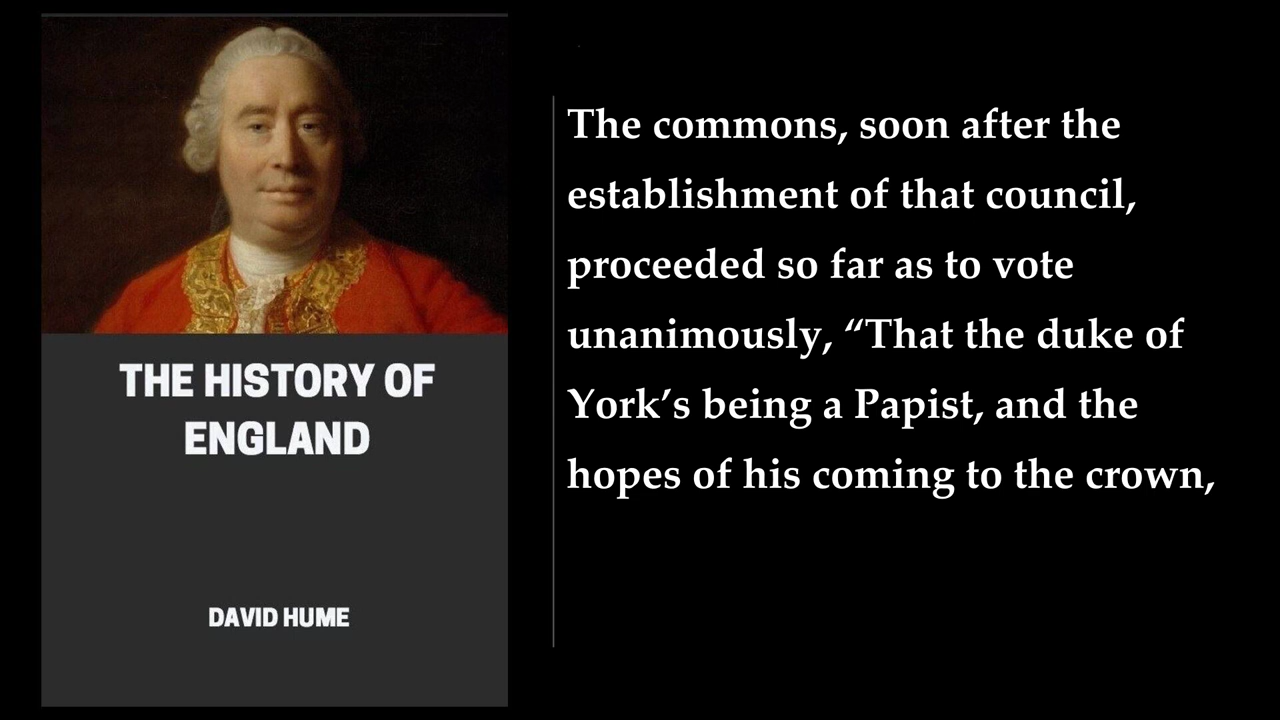 THE HISTORY OF
ENGLAND
DAVID HUME
The commons, soon after the
establishment of that council,
proceeded so far as to vote
unanimously, “That the duke of
York’s being a Papist, and the
hopes of his coming to the crown,